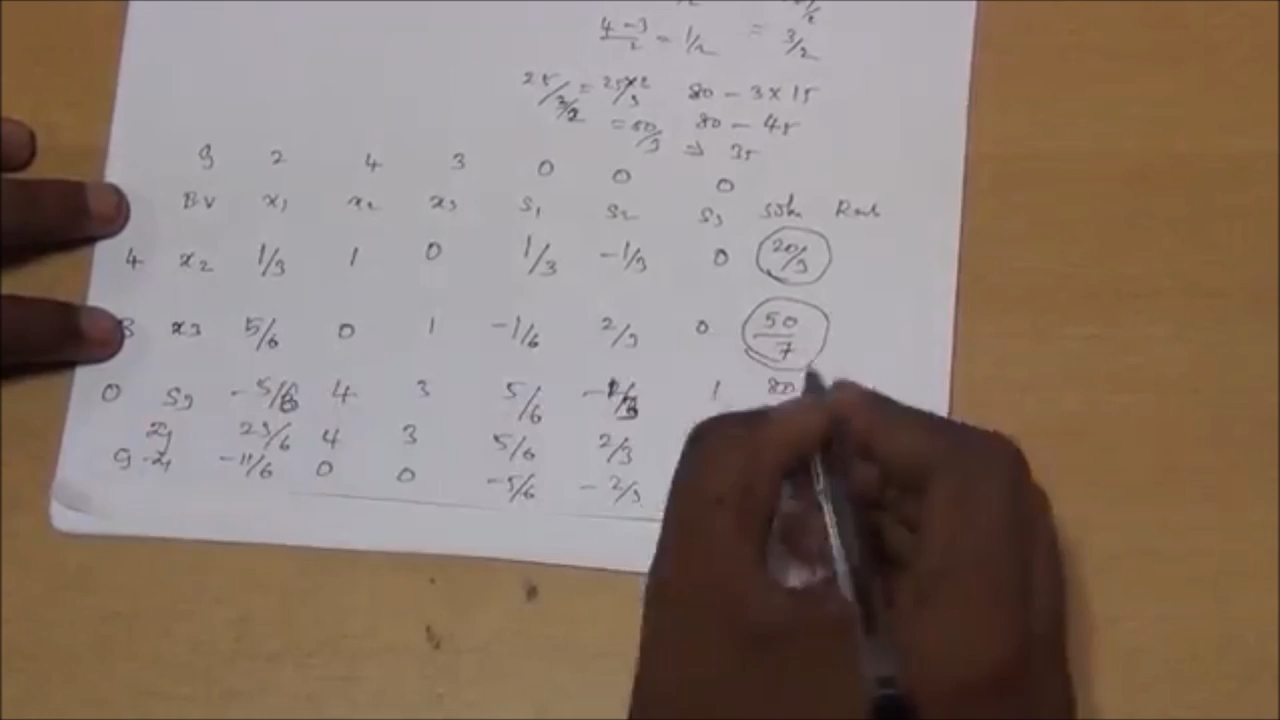 4-3/2 = 1/2 = 3/2
25/3/2 = 25×2/3 80 - 3×15
= 50/3 80 - 45
⇒ 35
Cj 2 4 3 0 0 0
BV x1 x2 x3 S1 S2 S3 Soln
4 x2 1/3 1 0 1/3 -1/3 0 20/3
3 x3 5/6 0 1 -1/6 2/3 0 50/7
0 S3 -5/6 4 3 5/6 1 80
Zj 23/6 4 3 5/6 2/3
Cj-Zj -11/6 0 0 -5/6 -2/3